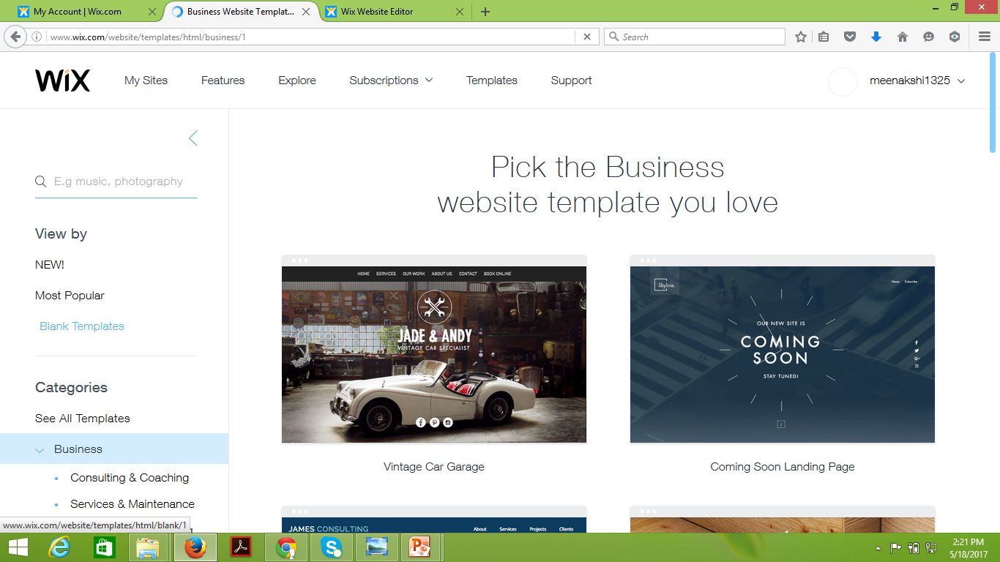 My Account | Wix.com
Business Website Templat...
Wix Website Editor
www.wix.com/website/templates/html/business/1
Search
WiX
My Sites
Features
Explore
Subscriptions
Templates
Support
meenakshi1325
E.g music, photography
View by
NEW!
Most Popular
Blank Templates
Categories
See All Templates
Business
Consulting & Coaching
Services & Maintenance
www.wix.com/website/templates/html/blank/1
Pick the Business
website template you love
HOME SERVICES OUR WORK ABOUT US CONTACT BOOK ONLINE
JADE & ANDY
VINTAGE CAR SPECIALIST
Vintage Car Garage
Skyline.
Home Subscribe
OUR NEW SITE IS
COMING
SOON
STAY TUNED!
Coming Soon Landing Page
JAMES CONSULTING
About Services Projects Clients
2:21 PM
5/18/2017